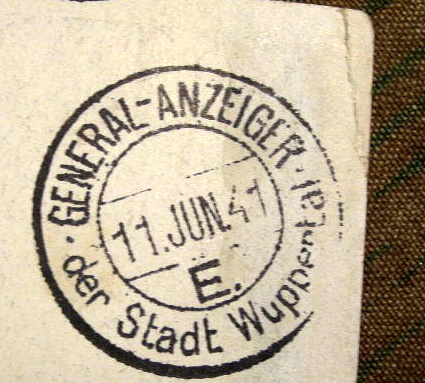 GENERAL-ANZEIGER
der Stadt Wuppertal
11.JUN.41
E.